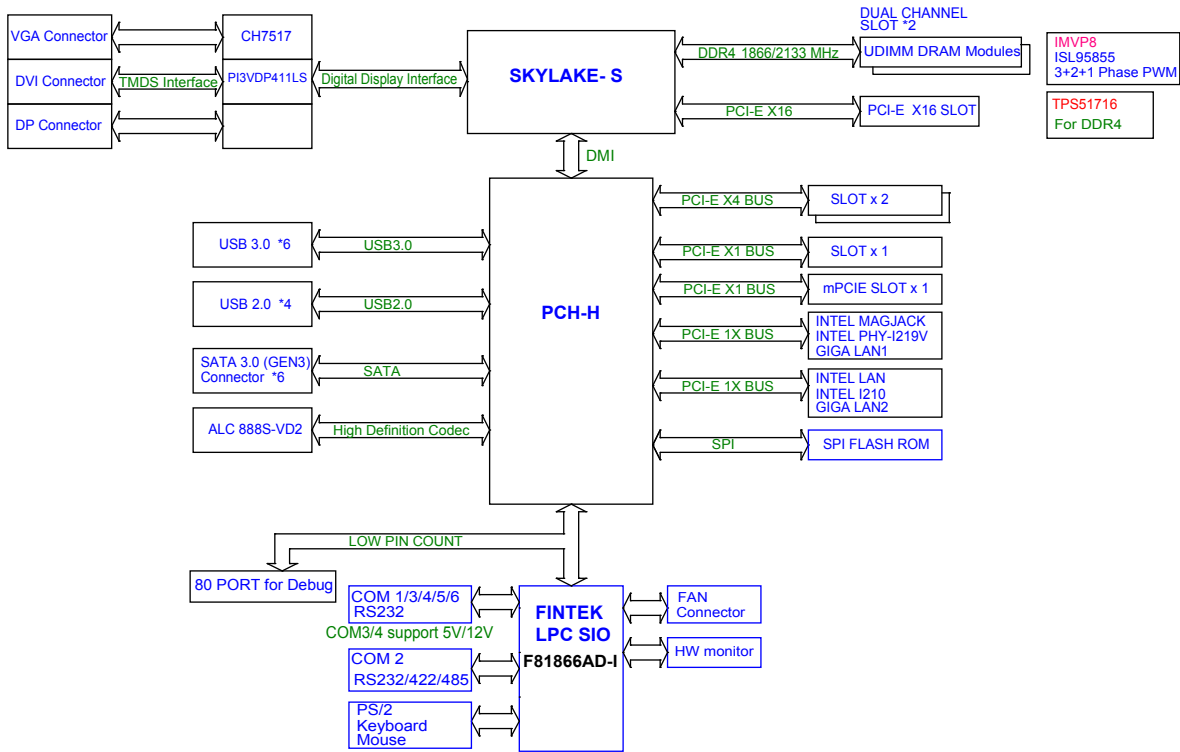 DUAL CHANNEL
SLOT *2
VGA Connector
CH7517
DVI Connector
TMDS Interface
PI3VDP411LS
Digital Display Interface
DP Connector
SKYLAKE- S
DDR4 1866/2133 MHz
UDIMM DRAM Modules
PCI-E X16
PCI-E X16 SLOT
IMVP8
ISL95855
3+2+1 Phase PWM
TPS51716
For DDR4
DMI
PCH-H
USB 3.0 *6
USB3.0
USB 2.0 *4
USB2.0
SATA 3.0 (GEN3)
Connector *6
SATA
ALC 888S-VD2
High Definition Codec
PCI-E X4 BUS
SLOT x 2
PCI-E X1 BUS
SLOT x 1
PCI-E X1 BUS
mPCIE SLOT x 1
PCI-E 1X BUS
INTEL MAGJACK
INTEL PHY-I219V
GIGA LAN1
PCI-E 1X BUS
INTEL LAN
INTEL I210
GIGA LAN2
SPI
SPI FLASH ROM
LOW PIN COUNT
80 PORT for Debug
COM 1/3/4/5/6
RS232
COM3/4 support 5V/12V
COM 2
RS232/422/485
PS/2
Keyboard
Mouse
FINTEK
LPC SIO
F81866AD-I
FAN
Connector
HW monitor